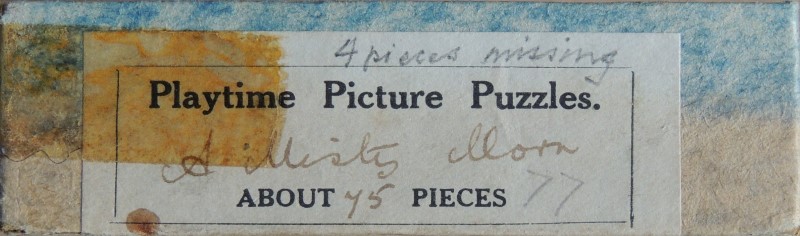 4 pieces missing
Playtime Picture Puzzles.
A Misty Morn
ABOUT 75 PIECES 77